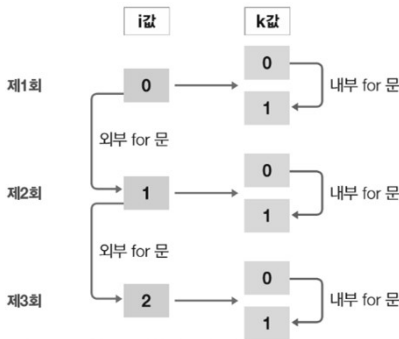 i값 k값
0
제1회 0 내부 for 문
1
외부 for 문
0
제2회 1 내부 for 문
1
외부 for 문
0
제3회 2 내부 for 문
1